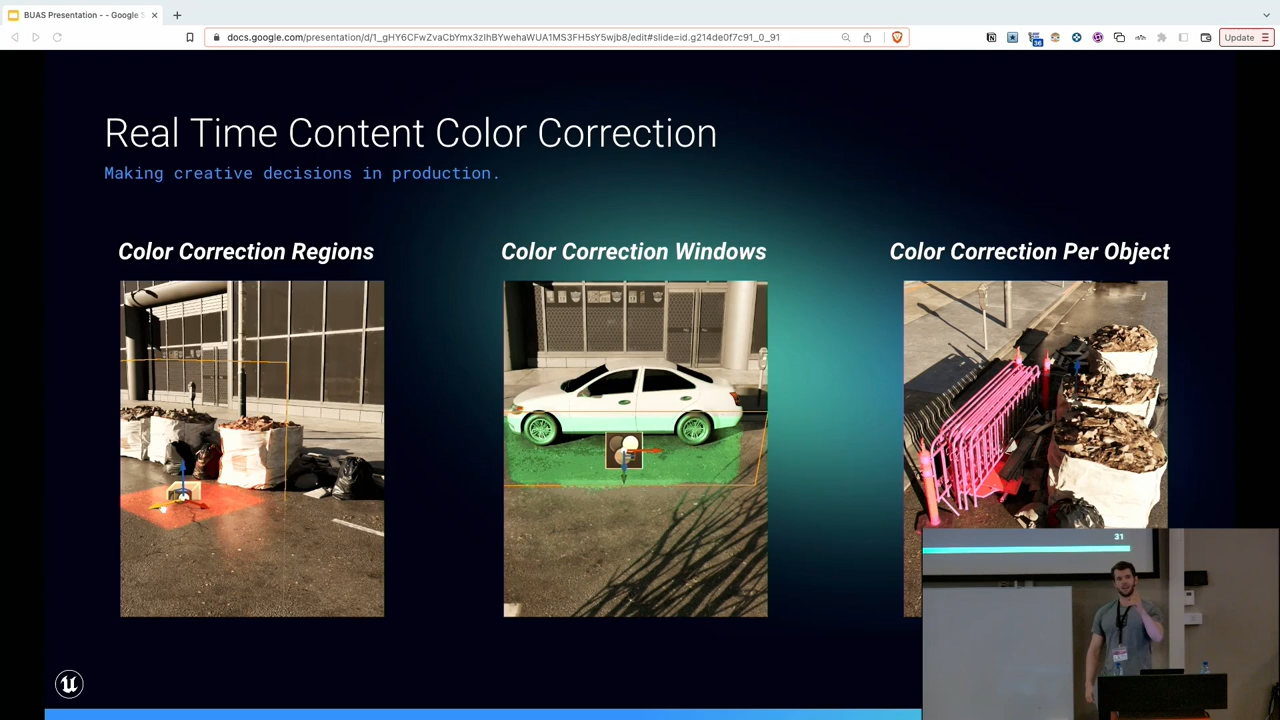 BUAS Presentation - - Google S
docs.google.com/presentation/d/1_gHY6CFwZvaCbYmx3zIhBYwehaWUA1MS3FH5sY5wjb8/edit#slide=id.g214de0f7c91_0_91
Update
Real Time Content Color Correction
Making creative decisions in production.
Color Correction Regions
Color Correction Windows
Color Correction Per Object
31